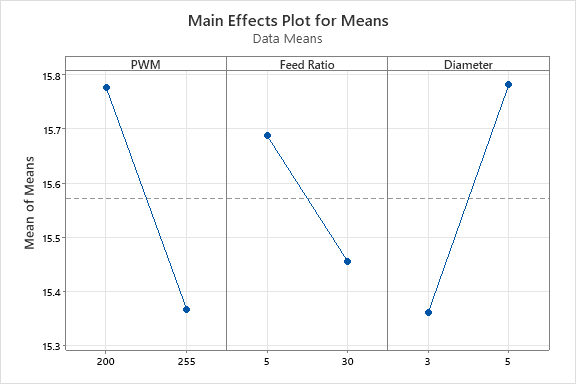 Main Effects Plot for Means
Data Means
PWM Feed Ratio Diameter
Mean of Means
15.8
15.7
15.6
15.5
15.4
15.3
200 255 5 30 3 5